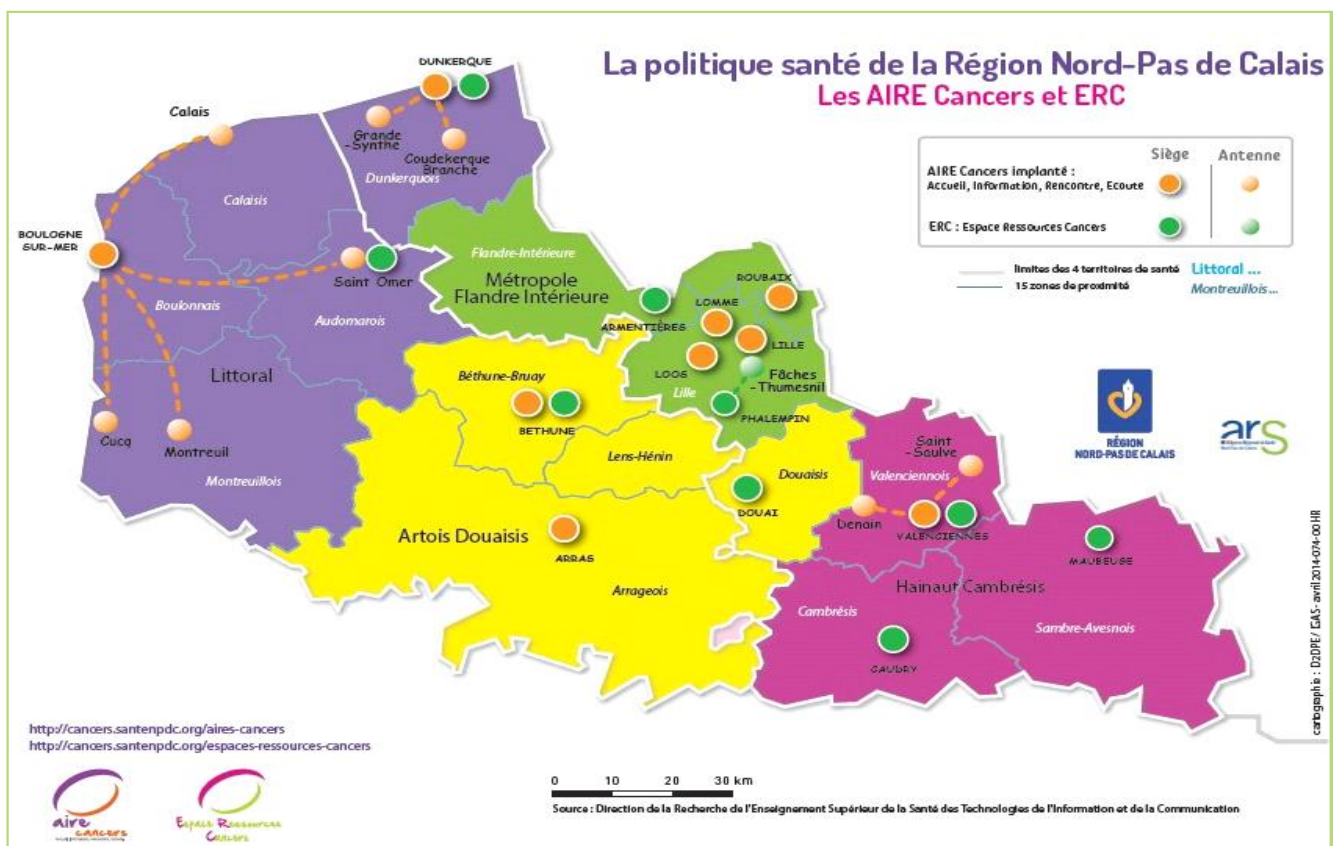 La politique santé de la Région Nord-Pas de Calais
Les AIRE Cancers et ERC
Siège
Antenne
AIRE Cancers implanté :
Accueil, Information, Rencontre, Ecoute
ERC : Espace Ressources Cancers
limites des 4 territoires de santé Littoral ...
15 zones de proximité Montreuillois...
DUNKERQUE
Calais
Grande
-Synthe
Coudekerque
Branche
Dunkerquois
Calaisis
BOULOGNE
SUR-MER
Saint Omer
Boulonnais
Audomarois
Littoral
Cucq
Montreuil
Montreuillois
Flandre-Intérieure
Métropole
Flandre Intérieure
ROUBAIX
LOMME
ARMENTIÈRES
LILLE
LOOS
Fâches
-Thumesnil
Lille
PHALEMPIN
Béthune-Bruay
BETHUNE
Lens-Hénin
Douaisis
DOUAI
Artois Douaisis
ARRAS
Arrageois
Saint
-Saulve
Valenciennois
Denain
VALENCIENNES
MAUBEUGE
Hainaut Cambrésis
Cambrésis
Sambre-Avesnois
CAUDRY
RÉGION
NORD-PAS DE CALAIS
ars
cartographie : D2DPE/ GAS- avril2014-074-00HR
http://cancers.santenpdc.org/aires-cancers
http://cancers.santenpdc.org/espaces-ressources-cancers
aire
cancers
Espace Ressources
Cancers
0 10 20 30 km
Source : Direction de la Recherche de l'Enseignement Supérieur de la Santé des Technologies de l'Information et de la Communication